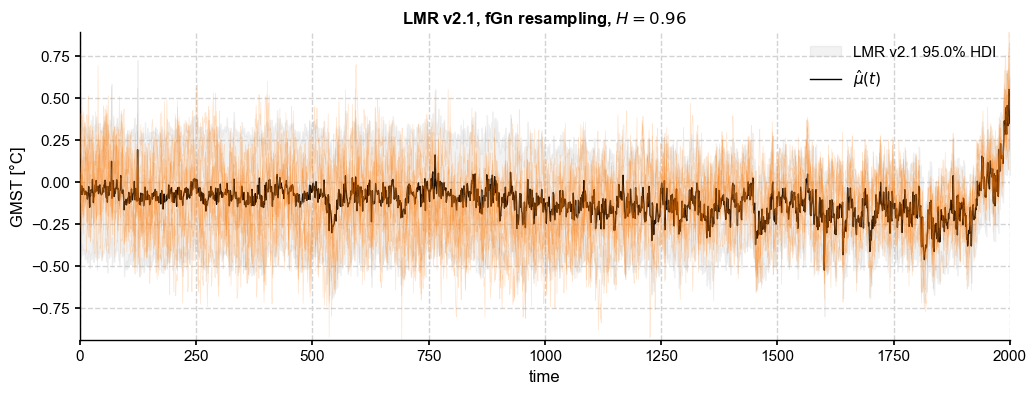 LMR v2.1, fGn resampling, H = 0.96
LMR v2.1 95.0% HDI
μ̂(t)
GMST [°C]
0.75
0.50
0.25
0.00
−0.25
−0.50
−0.75
0 250 500 750 1000 1250 1500 1750 2000
time